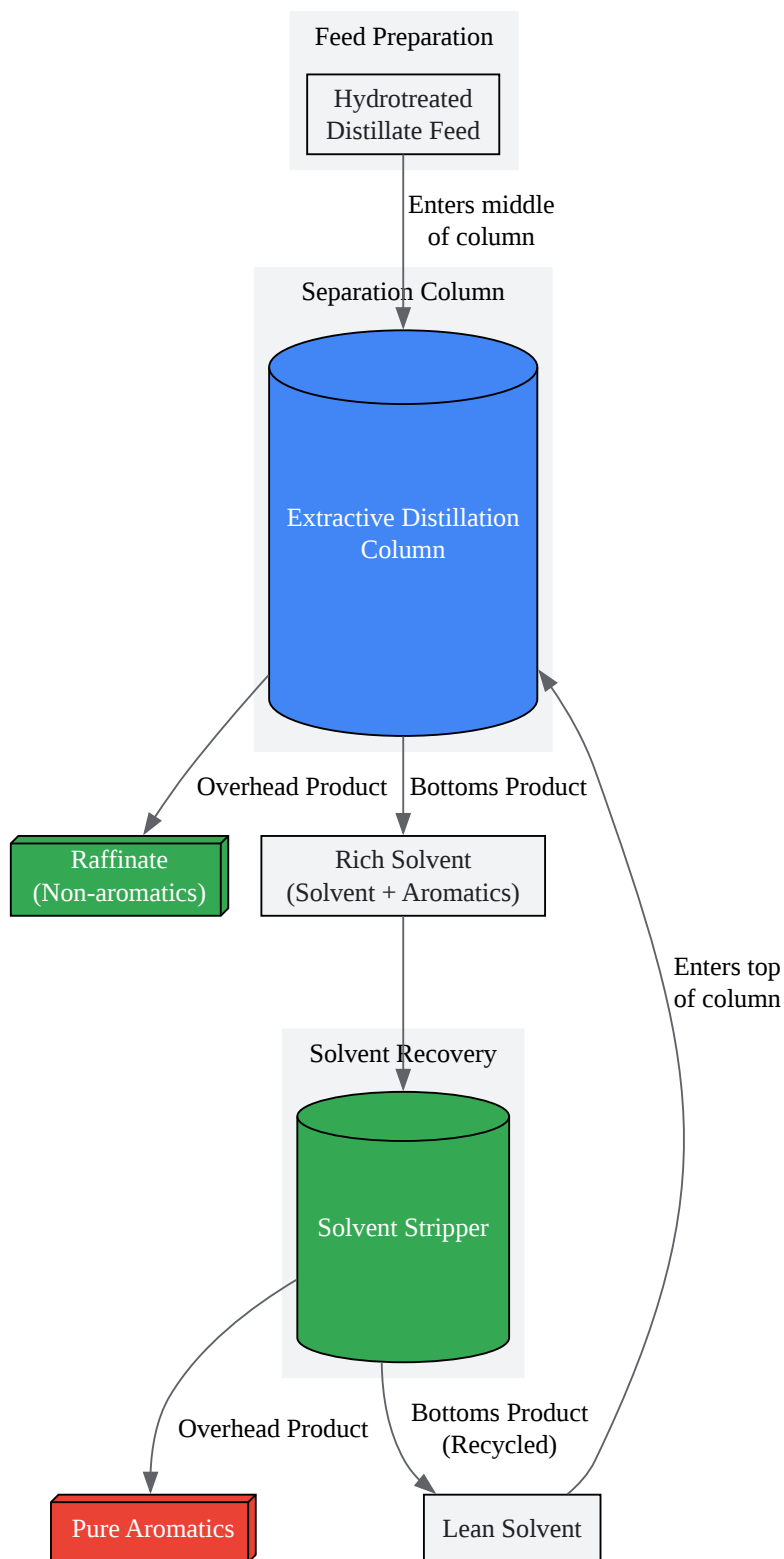 Feed Preparation
Hydrotreated
Distillate Feed
Enters middle
of column
Separation Column
Extractive Distillation
Column
Overhead Product
Bottoms Product
Raffinate
(Non-aromatics)
Rich Solvent
(Solvent + Aromatics)
Enters top
of column
Solvent Recovery
Solvent Stripper
Overhead Product
Bottoms Product
(Recycled)
Pure Aromatics
Lean Solvent